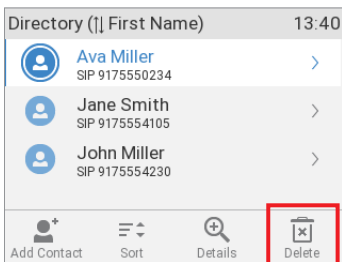 Directory (⇅ First Name) 13:40
Ava Miller
SIP 9175550234
Jane Smith
SIP 9175554105
John Miller
SIP 9175554230
Add Contact Sort Details Delete